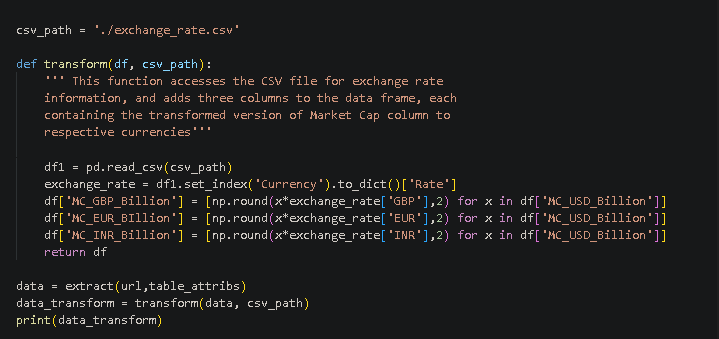 csv_path = './exchange_rate.csv'
def transform(df, csv_path):
''' This function accesses the CSV file for exchange rate
information, and adds three columns to the data frame, each
containing the transformed version of Market Cap column to
respective currencies'''
df1 = pd.read_csv(csv_path)
exchange_rate = df1.set_index('Currency').to_dict()['Rate']
df['MC_GBP_Billion'] = [np.round(x*exchange_rate['GBP'],2) for x in df['MC_USD_Billion']]
df['MC_EUR_BIllion'] = [np.round(x*exchange_rate['EUR'],2) for x in df['MC_USD_Billion']]
df['MC_INR_Billion'] = [np.round(x*exchange_rate['INR'],2) for x in df['MC_USD_Billion']]
return df
data = extract(url,table_attribs)
data_transform = transform(data, csv_path)
print(data_transform)